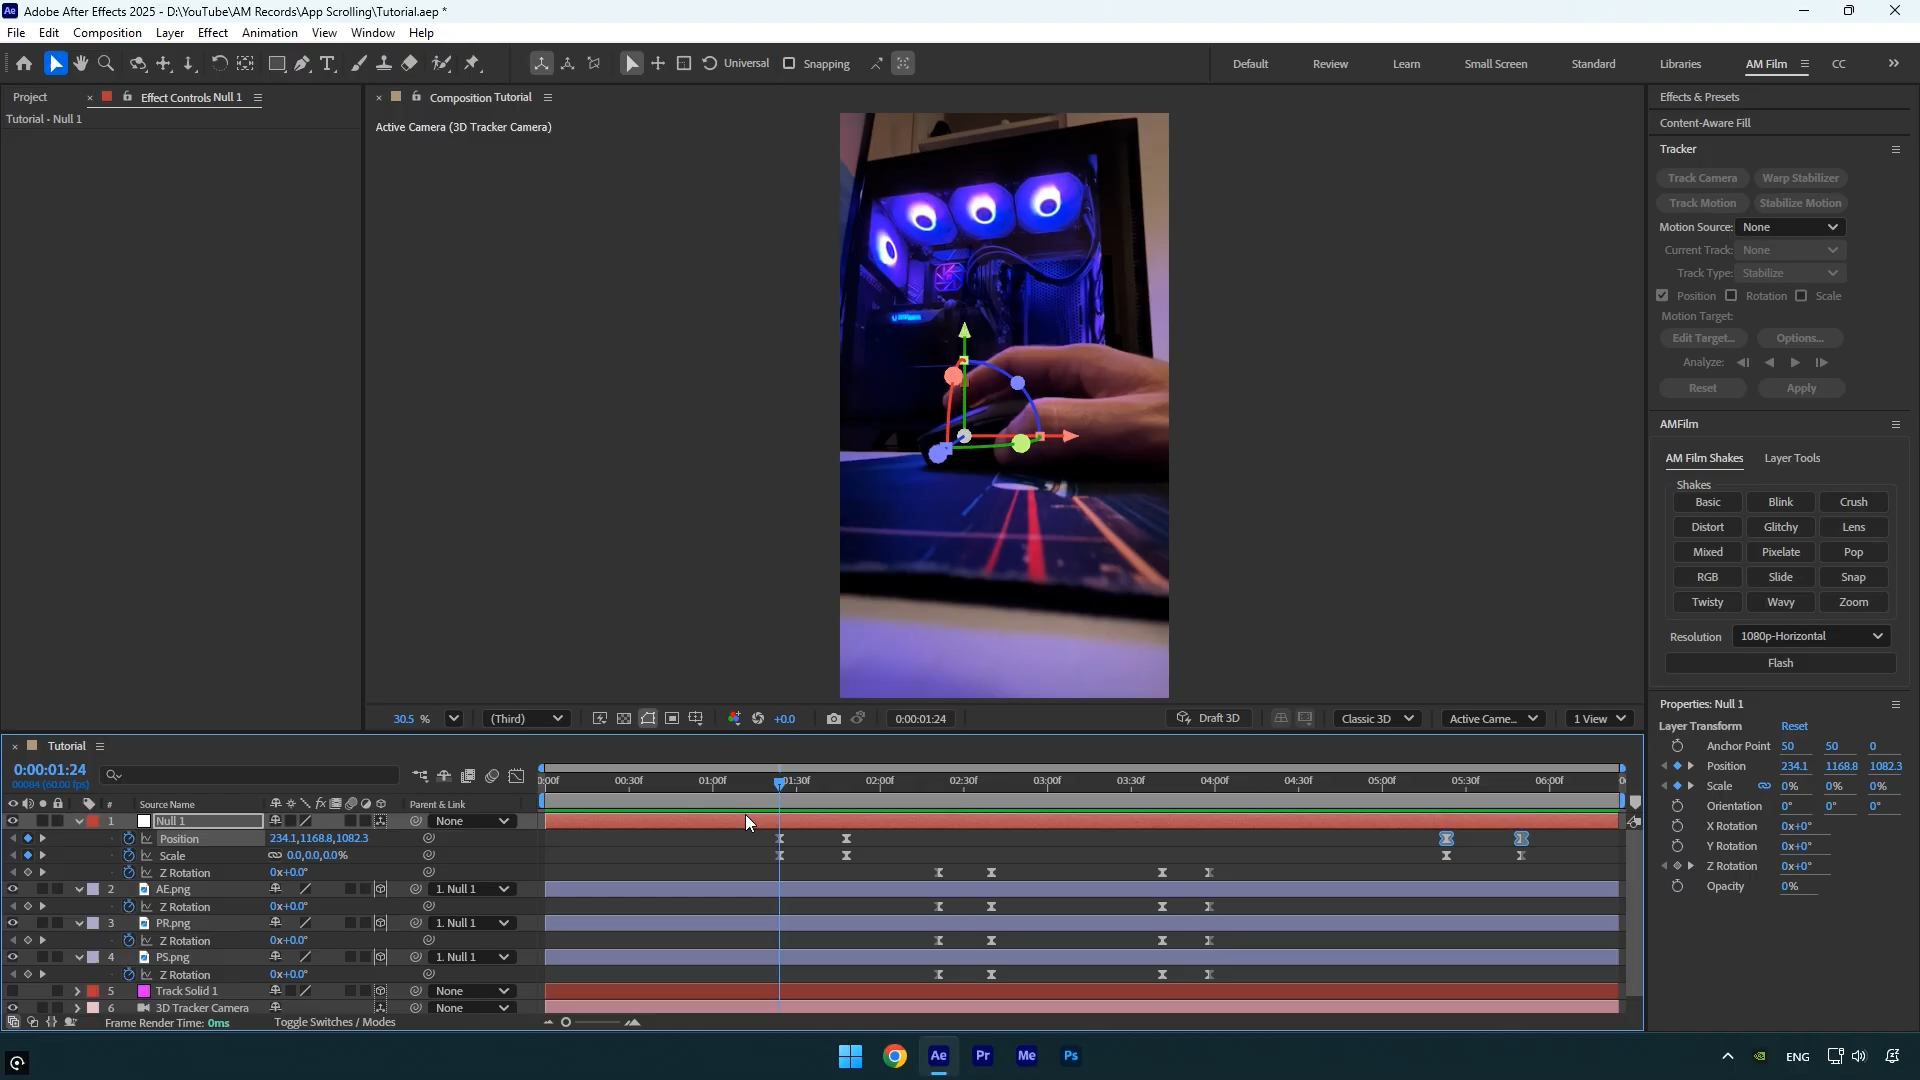 Ae Adobe After Effects 2025 - D:\YouTube\AM Records\App Scrolling\Tutorial.aep *
File Edit Composition Layer Effect Animation View Window Help
Universal Snapping Default Review Learn Small Screen Standard Libraries AM Film CC
Project Effect Controls Null 1
Tutorial • Null 1
Composition Tutorial
Active Camera (3D Tracker Camera)
30.5 % (Third) +0.0 0:00:01:24 Draft 3D Classic 3D Active Came... 1 View
Effects & Presets
Content-Aware Fill
Tracker
Track Camera Warp Stabilizer
Track Motion Stabilize Motion
Motion Source: None
Current Track: None
Track Type: Stabilize
Position Rotation Scale
Motion Target:
Edit Target... Options...
Analyze:
Reset Apply
AMFilm
AM Film Shakes Layer Tools
Shakes
Basic Blink Crush
Distort Glitchy Lens
Mixed Pixelate Pop
RGB Slide Snap
Twisty Wavy Zoom
Resolution 1080p-Horizontal
Flash
Properties: Null 1
Layer Transform Reset
Anchor Point 50 50 0
Position 234.1 1168.8 1082.3
Scale 0% 0% 0%
Orientation 0° 0° 0°
X Rotation 0x+0°
Y Rotation 0x+0°
Z Rotation 0x+0°
Opacity 0%
Tutorial
0:00:01:24
00084 (60.00 fps)
0:00f 00:30f 01:00f 01:30f 02:00f 02:30f 03:00f 03:30f 04:00f 04:30f 05:00f 05:30f 06:00f
# Source Name fx Parent & Link
1 Null 1 None
Position 234.1,1168.8,1082.3
Scale 0.0,0.0,0.0%
Z Rotation 0x+0.0°
2 AE.png 1. Null 1
Z Rotation 0x+0.0°
3 PR.png 1. Null 1
Z Rotation 0x+0.0°
4 PS.png 1. Null 1
Z Rotation 0x+0.0°
5 Track Solid 1 None
6 3D Tracker Camera None
Frame Render Time: 0ms Toggle Switches / Modes
Ae Pr Me Ps ENG